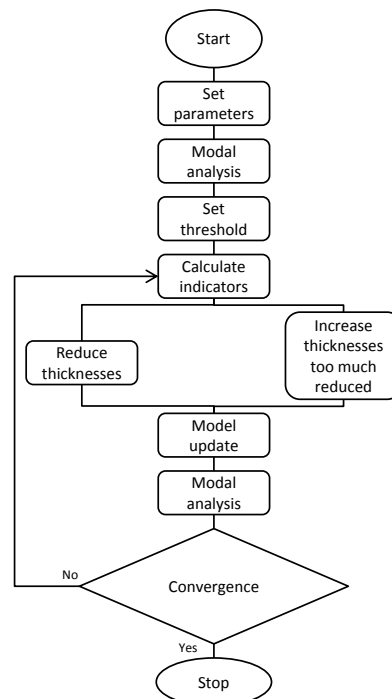 Start
Set
parameters
Modal
analysis
Set
threshold
Calculate
indicators
Reduce
thicknesses
Increase
thicknesses
too much
reduced
Model
update
Modal
analysis
No
Convergence
Yes
Stop